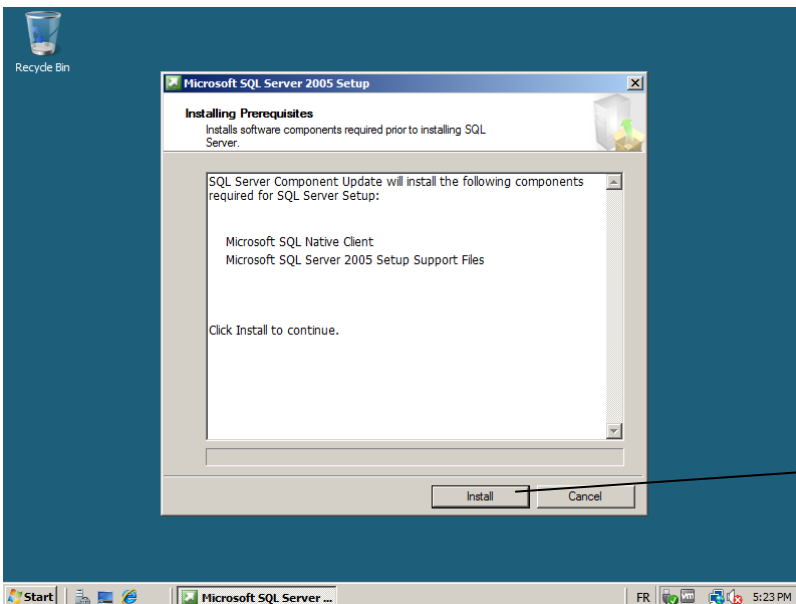 Recycle Bin
Microsoft SQL Server 2005 Setup
Installing Prerequisites
Installs software components required prior to installing SQL
Server.
SQL Server Component Update will install the following components
required for SQL Server Setup:
Microsoft SQL Native Client
Microsoft SQL Server 2005 Setup Support Files
Click Install to continue.
Install
Cancel
Start
Microsoft SQL Server ...
FR
5:23 PM